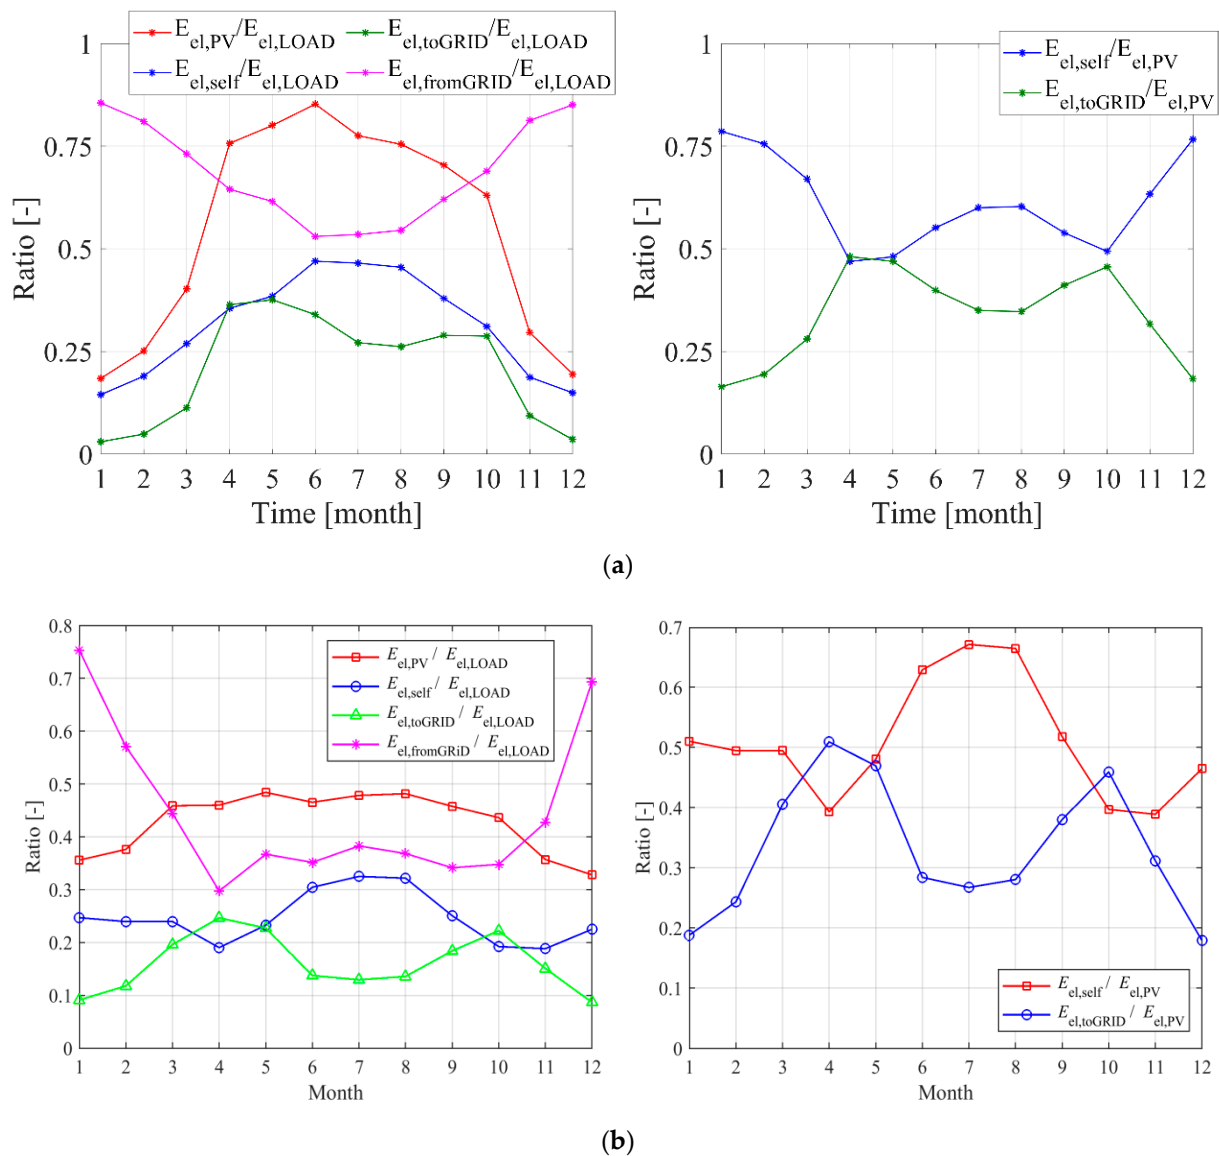 E_el,PV/E_el,LOAD E_el,toGRID/E_el,LOAD
E_el,self/E_el,LOAD E_el,fromGRID/E_el,LOAD
1
0.75
0.5
0.25
0
Ratio [-]
1 2 3 4 5 6 7 8 9 10 11 12
Time [month]
E_el,self/E_el,PV
E_el,toGRID/E_el,PV
1
0.75
0.5
0.25
0
Ratio [-]
1 2 3 4 5 6 7 8 9 10 11 12
Time [month]
(a)
E_el,PV / E_el,LOAD
E_el,self / E_el,LOAD
E_el,toGRID / E_el,LOAD
E_el,fromGRiD / E_el,LOAD
0.8
0.7
0.6
0.5
0.4
0.3
0.2
0.1
0
Ratio [-]
1 2 3 4 5 6 7 8 9 10 11 12
Month
0.7
0.6
0.5
0.4
0.3
0.2
0.1
0
Ratio [-]
E_el,self / E_el,PV
E_el,toGRID / E_el,PV
1 2 3 4 5 6 7 8 9 10 11 12
Month
(b)